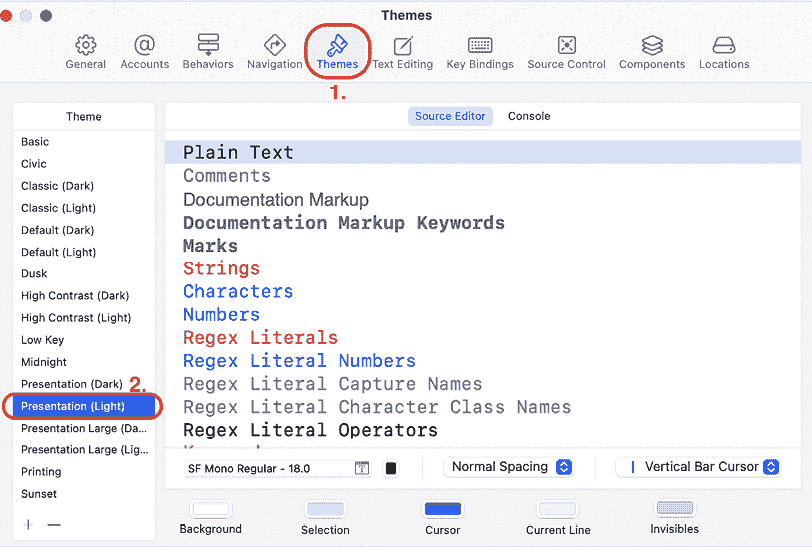 Themes
General Accounts Behaviors Navigation Themes Text Editing Key Bindings Source Control Components Locations
1.
Theme
Basic
Civic
Classic (Dark)
Classic (Light)
Default (Dark)
Default (Light)
Dusk
High Contrast (Dark)
High Contrast (Light)
Low Key
Midnight
Presentation (Dark) 2.
Presentation (Light)
Presentation Large (Da...
Presentation Large (Lig...
Printing
Sunset
Source Editor Console
Plain Text
Comments
Documentation Markup
Documentation Markup Keywords
Marks
Strings
Characters
Numbers
Regex Literals
Regex Literal Numbers
Regex Literal Capture Names
Regex Literal Character Class Names
Regex Literal Operators
SF Mono Regular - 18.0 Normal Spacing Vertical Bar Cursor
Background Selection Cursor Current Line Invisibles